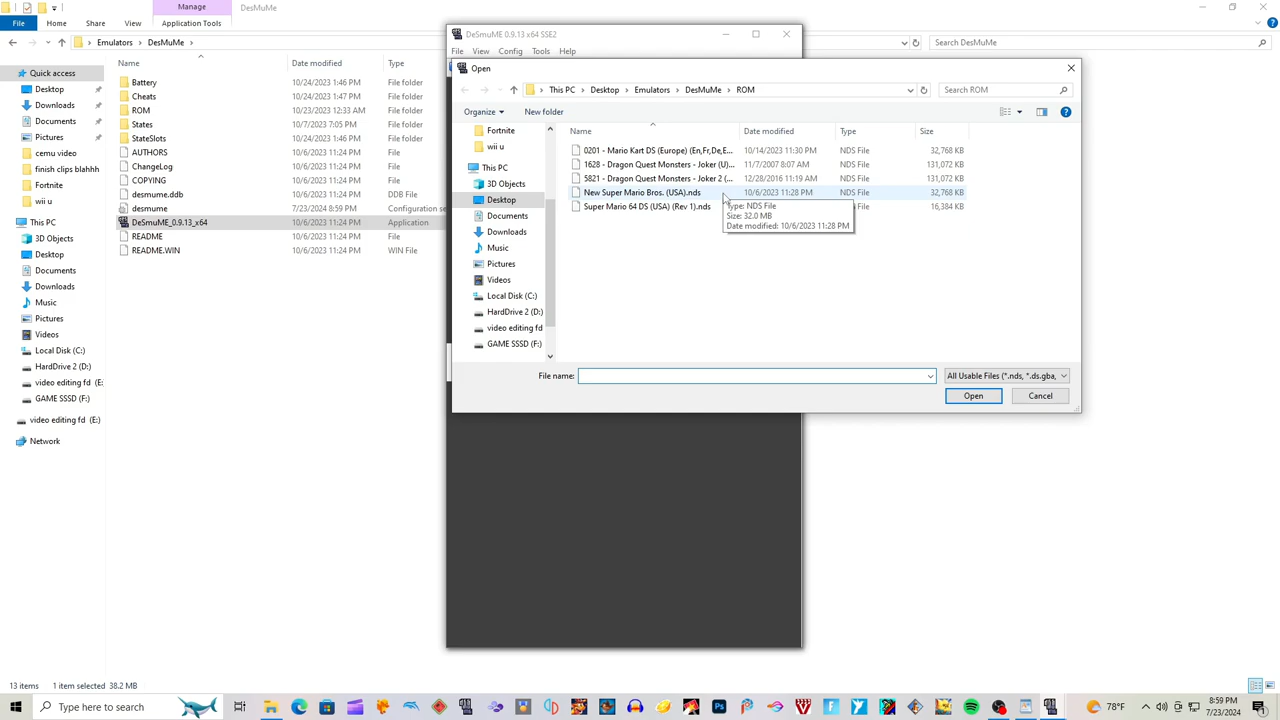 Manage
DeSmuMe
File
Home
Share
View
Application Tools
Emulators
DeSmuMe
Search DeSmuMe
Quick access
Desktop
Downloads
Documents
Pictures
cemu video
finish clips blahhh
Fortnite
wii u
This PC
3D Objects
Desktop
Documents
Downloads
Music
Pictures
Videos
Local Disk (C:)
HardDrive 2 (D:)
video editing fd (E:
GAME SSSD (F:)
video editing fd (E:)
Network
Name
Date modified
Type
Battery
10/24/2023 1:46 PM
File folder
Cheats
10/24/2023 1:46 PM
File folder
ROM
10/23/2023 12:33 AM
File folder
States
10/7/2023 5:05 PM
File folder
StateSlots
10/24/2023 1:46 PM
File folder
AUTHORS
10/6/2023 11:24 PM
File
ChangeLog
10/6/2023 11:24 PM
File
COPYING
10/6/2023 11:24 PM
File
desmume.ddb
10/6/2023 11:24 PM
DDB File
desmume
7/23/2024 8:59 PM
Configuration se
DeSmuME_0.9.13_x64
10/6/2023 11:24 PM
Application
README
10/6/2023 11:24 PM
File
README.WIN
10/6/2023 11:24 PM
WIN File
DeSmuME 0.9.13 x64 SSE2
File
View
Config
Tools
Help
Open
This PC
Desktop
Emulators
DeSmuMe
ROM
Search ROM
Organize
New folder
Fortnite
wii u
This PC
3D Objects
Desktop
Documents
Downloads
Music
Pictures
Videos
Local Disk (C:)
HardDrive 2 (D:)
video editing fd
GAME SSSD (F:)
Name
Date modified
Type
Size
0201 - Mario Kart DS (Europe) (En,Fr,De,E...
10/14/2023 11:30 PM
NDS File
32,768 KB
1628 - Dragon Quest Monsters - Joker (U)...
11/7/2007 8:07 AM
NDS File
131,072 KB
5821 - Dragon Quest Monsters - Joker 2 (...
12/28/2016 11:19 AM
NDS File
131,072 KB
New Super Mario Bros. (USA).nds
10/6/2023 11:28 PM
NDS File
32,768 KB
Super Mario 64 DS (USA) (Rev 1).nds
File
16,384 KB
Type: NDS File
Size: 32.0 MB
Date modified: 10/6/2023 11:28 PM
File name:
All Usable Files (*.nds, *.ds.gba,
Open
Cancel
13 items
1 item selected
38.2 MB
Type here to search
78°F
8:59 PM
7/23/2024